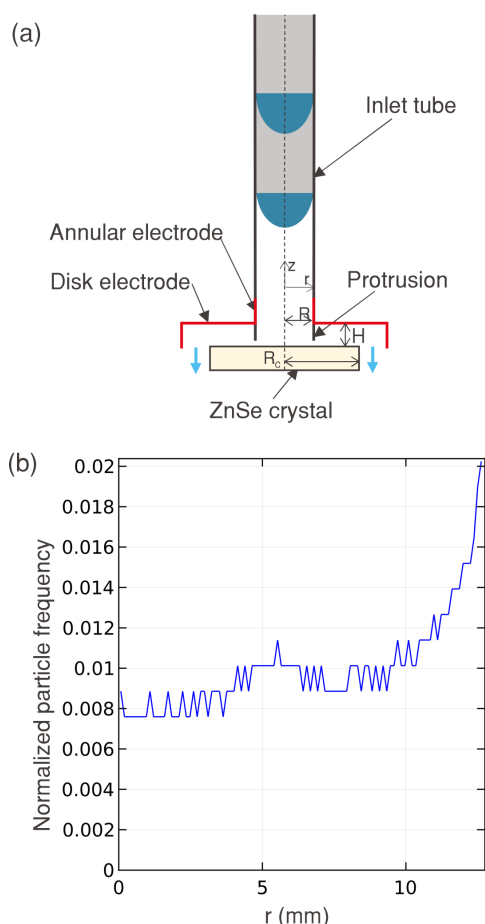 (a)
Inlet tube
Annular electrode
z
Disk electrode
r
Protrusion
R
H
R_c
ZnSe crystal
(b)
0.02
0.018
0.016
0.014
0.012
0.01
0.008
0.006
0.004
0.002
0
Normalized particle frequency
0 5 10
r (mm)